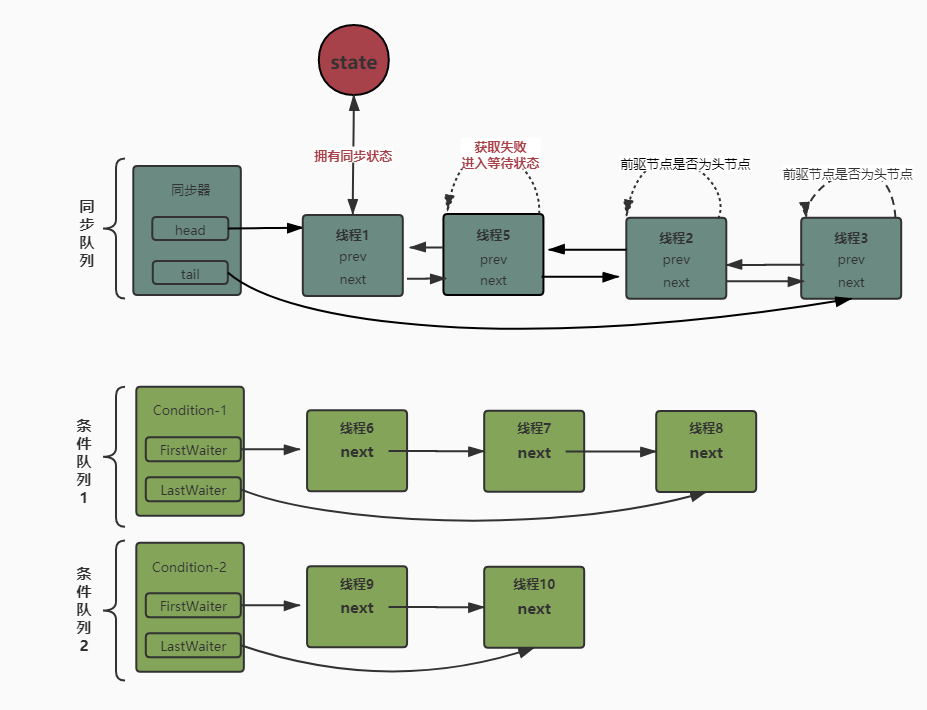 state
拥有同步状态
获取失败
进入等待状态
前驱节点是否为头节点
前驱节点是否为头节点
同步队列
同步器
head
tail
线程1
prev
next
线程5
prev
next
线程2
prev
next
线程3
prev
next
条件队列1
Condition-1
FirstWaiter
LastWaiter
线程6
next
线程7
next
线程8
next
条件队列2
Condition-2
FirstWaiter
LastWaiter
线程9
next
线程10
next